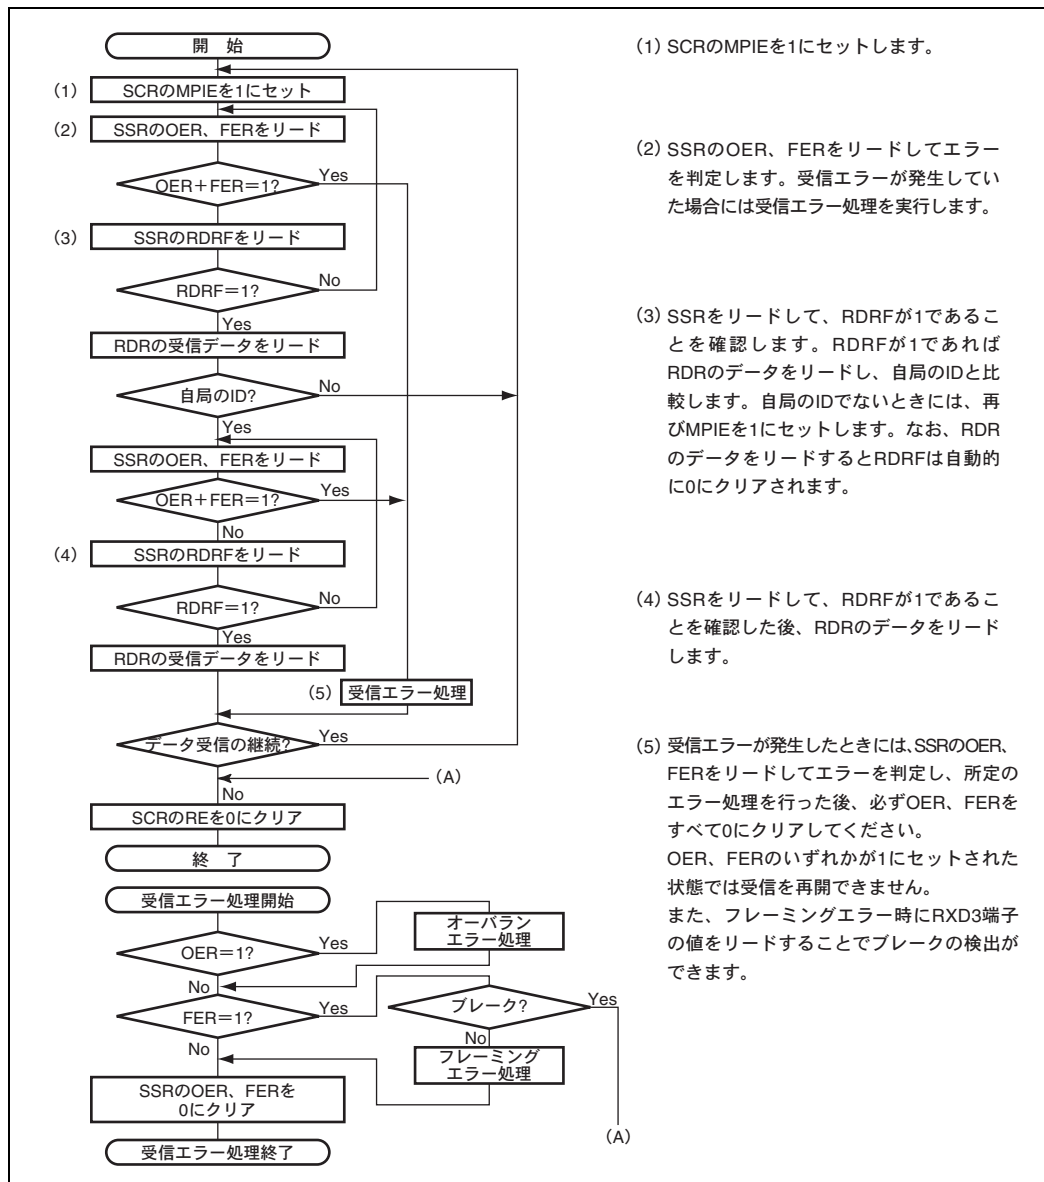 開 始
(1) SCRのMPIEを1にセット
(2) SSRのOER、FERをリード
OER+FER=1?
Yes
(3) SSRのRDRFをリード
RDRF=1?
No
Yes
RDRの受信データをリード
自局のID?
No
Yes
SSRのOER、FERをリード
OER+FER=1?
Yes
No
(4) SSRのRDRFをリード
RDRF=1?
No
Yes
RDRの受信データをリード
(5) 受信エラー処理
データ受信の継続?
Yes
(A)
No
SCRのREを0にクリア
終 了
受信エラー処理開始
OER=1?
Yes
オーバラン
エラー処理
No
FER=1?
Yes
ブレーク?
Yes
No
No
フレーミング
エラー処理
SSRのOER、FERを
0にクリア
(A)
受信エラー処理終了
(1) SCRのMPIEを1にセットします。
(2) SSRのOER、FERをリードしてエラー
を判定します。受信エラーが発生してい
た場合には受信エラー処理を実行します。
(3) SSRをリードして、RDRFが1であるこ
とを確認します。RDRFが1であれば
RDRのデータをリードし、自局のIDと比
較します。自局のIDでないときには、再
びMPIEを1にセットします。なお、RDR
のデータをリードするとRDRFは自動的
に0にクリアされます。
(4) SSRをリードして、RDRFが1であるこ
とを確認した後、RDRのデータをリード
します。
(5) 受信エラーが発生したときには、SSRのOER、
FERをリードしてエラーを判定し、所定の
エラー処理を行った後、必ずOER、FERを
すべて0にクリアしてください。
OER、FERのいずれかが1にセットされた
状態では受信を再開できません。
また、フレーミングエラー時にRXD3端子
の値をリードすることでブレークの検出が
できます。